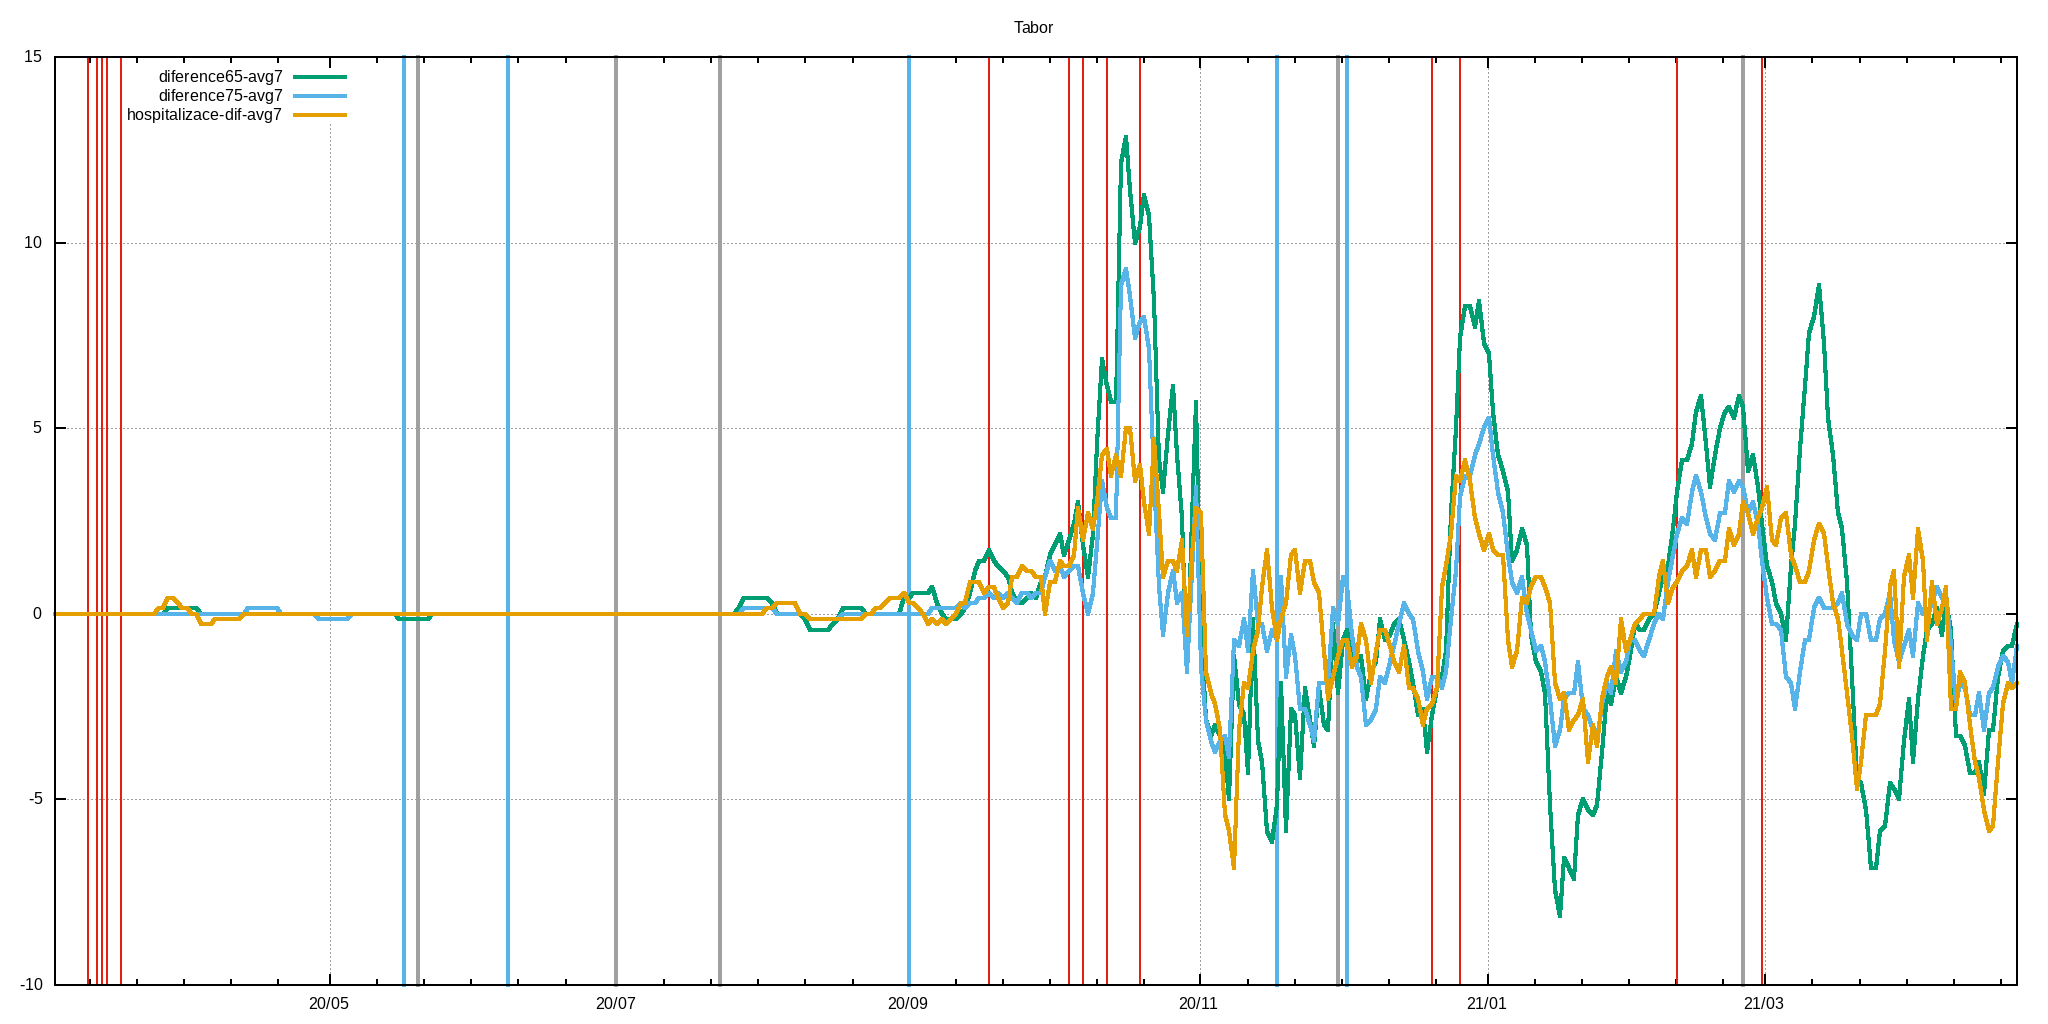 Tabor
15
diference65-avg7
diference75-avg7
hospitalizace-dif-avg7
10
5
0
-5
-10
20/05 20/07 20/09 20/11 21/01 21/03